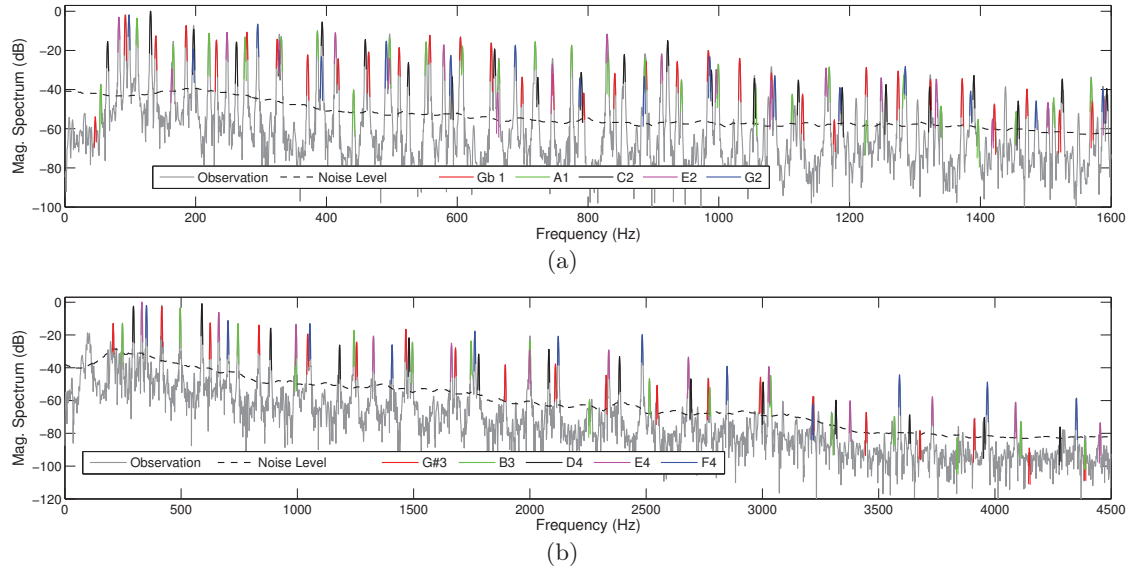 0
−20
−40
−60
−80
−100
Mag. Spectrum (dB)
Observation Noise Level Gb 1 A1 C2 E2 G2
0 200 400 600 800 1000 1200 1400 1600
Frequency (Hz)
(a)
0
−20
−40
−60
−80
−100
−120
Mag. Spectrum (dB)
Observation Noise Level G#3 B3 D4 E4 F4
0 500 1000 1500 2000 2500 3000 3500 4000 4500
Frequency (Hz)
(b)